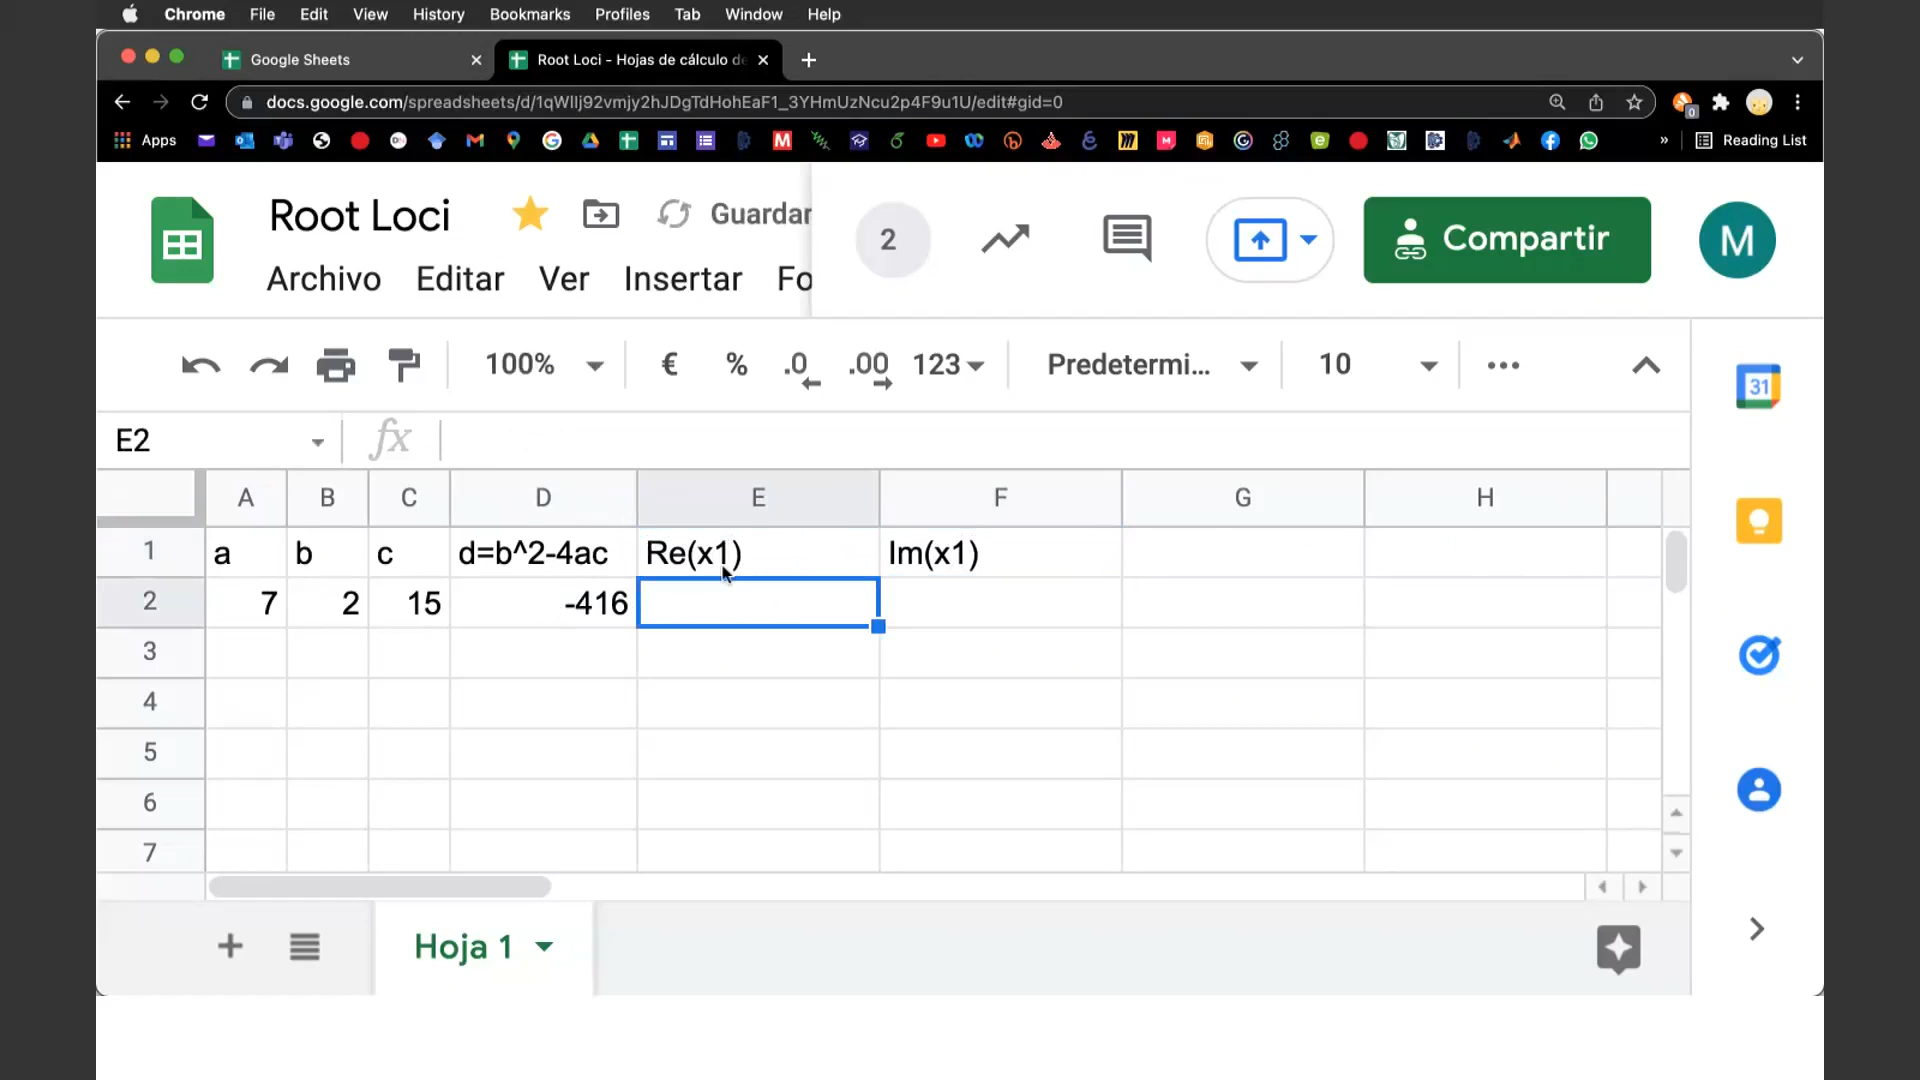 Chrome File Edit View History Bookmarks Profiles Tab Window Help
Google Sheets Root Loci - Hojas de cálculo de
docs.google.com/spreadsheets/d/1qWIIj92vmjy2hJDgTdHohEaF1_3YHmUzNcu2p4F9u1U/edit#gid=0 0
Apps » Reading List
Root Loci Guardar 2 Compartir M
Archivo Editar Ver Insertar Fo
100% € % .0 .00 123 Predetermi... 10
31
E2 fx
A B C D E F G H
1 a b c d=b^2-4ac Re(x1) Im(x1)
2 7 2 15 -416
3
4
5
6
7
Hoja 1